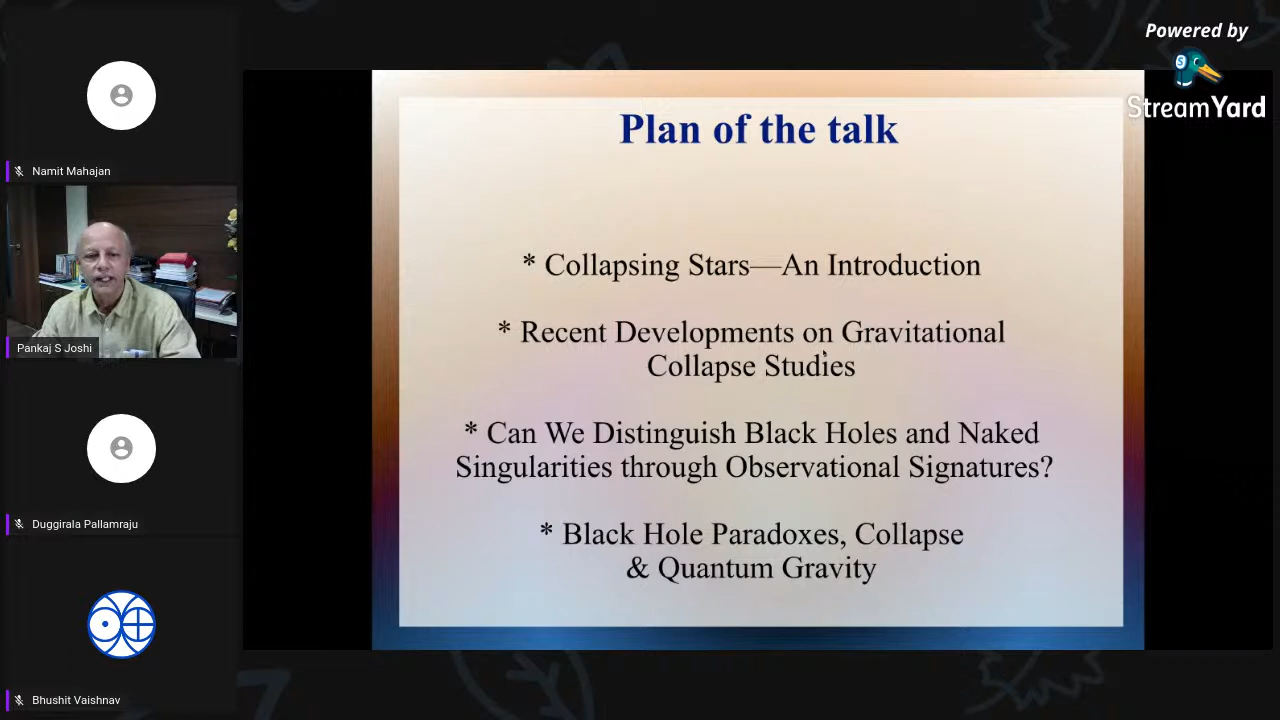 Powered by
StreamYard
Namit Mahajan
Pankaj S Joshi
Duggirala Pallamraju
Bhushit Vaishnav
Plan of the talk
* Collapsing Stars—An Introduction
* Recent Developments on Gravitational
Collapse Studies
* Can We Distinguish Black Holes and Naked
Singularities through Observational Signatures?
* Black Hole Paradoxes, Collapse
& Quantum Gravity